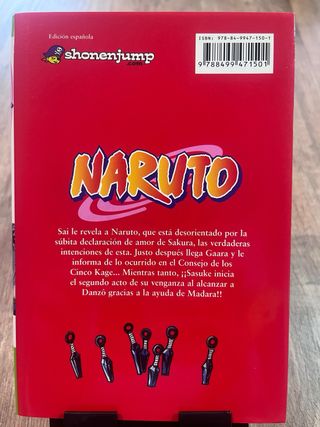 Edición española
shonenjump
.com
ISBN: 978-84-9947-150-1
9 788499 471501
NARUTO
Sai le revela a Naruto, que está desorientado por la
súbita declaración de amor de Sakura, las verdaderas
intenciones de esta. Justo después llega Gaara y le
informa de lo ocurrido en el Consejo de los
Cinco Kage... Mientras tanto, ¡¡Sasuke inicia
el segundo acto de su venganza al alcanzar a
Danzô gracias a la ayuda de Madara!!